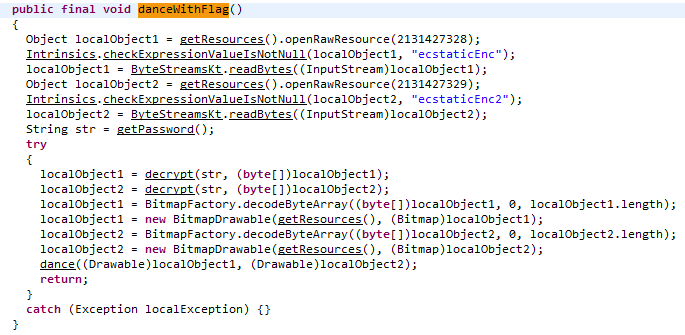 public final void danceWithFlag()
{
  Object localObject1 = getResources().openRawResource(2131427328);
  Intrinsics.checkExpressionValueIsNotNull(localObject1, "ecstaticEnc");
  localObject1 = ByteStreamsKt.readBytes((InputStream)localObject1);
  Object localObject2 = getResources().openRawResource(2131427329);
  Intrinsics.checkExpressionValueIsNotNull(localObject2, "ecstaticEnc2");
  localObject2 = ByteStreamsKt.readBytes((InputStream)localObject2);
  String str = getPassword();
  try
  {
    localObject1 = decrypt(str, (byte[])localObject1);
    localObject2 = decrypt(str, (byte[])localObject2);
    localObject1 = BitmapFactory.decodeByteArray((byte[])localObject1, 0, localObject1.length);
    localObject1 = new BitmapDrawable(getResources(), (Bitmap)localObject1);
    localObject2 = BitmapFactory.decodeByteArray((byte[])localObject2, 0, localObject2.length);
    localObject2 = new BitmapDrawable(getResources(), (Bitmap)localObject2);
    dance((Drawable)localObject1, (Drawable)localObject2);
    return;
  }
  catch (Exception localException) {}
}